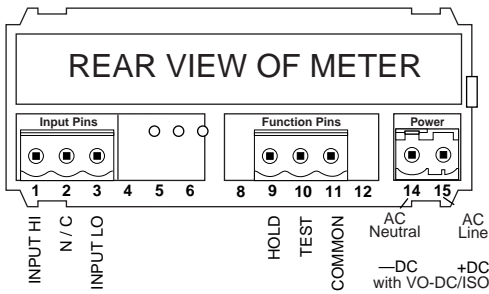 REAR VIEW OF METER
Input Pins
Function Pins
Power
1 2 3 4 5 6 8 9 10 11 12 14 15
INPUT HI
N / C
INPUT LO
HOLD
TEST
COMMON
AC
Neutral
AC
Line
—DC +DC
with VO-DC/ISO